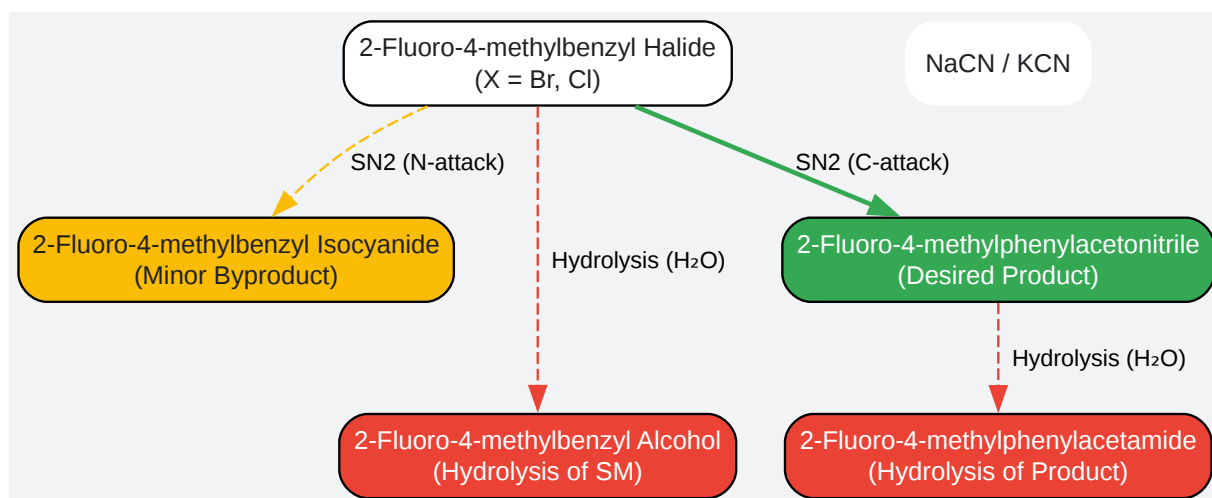 2-Fluoro-4-methylbenzyl Halide
(X = Br, Cl)
NaCN / KCN
SN2 (N-attack)
SN2 (C-attack)
2-Fluoro-4-methylbenzyl Isocyanide
(Minor Byproduct)
Hydrolysis (H₂O)
2-Fluoro-4-methylphenylacetonitrile
(Desired Product)
Hydrolysis (H₂O)
2-Fluoro-4-methylbenzyl Alcohol
(Hydrolysis of SM)
2-Fluoro-4-methylphenylacetamide
(Hydrolysis of Product)